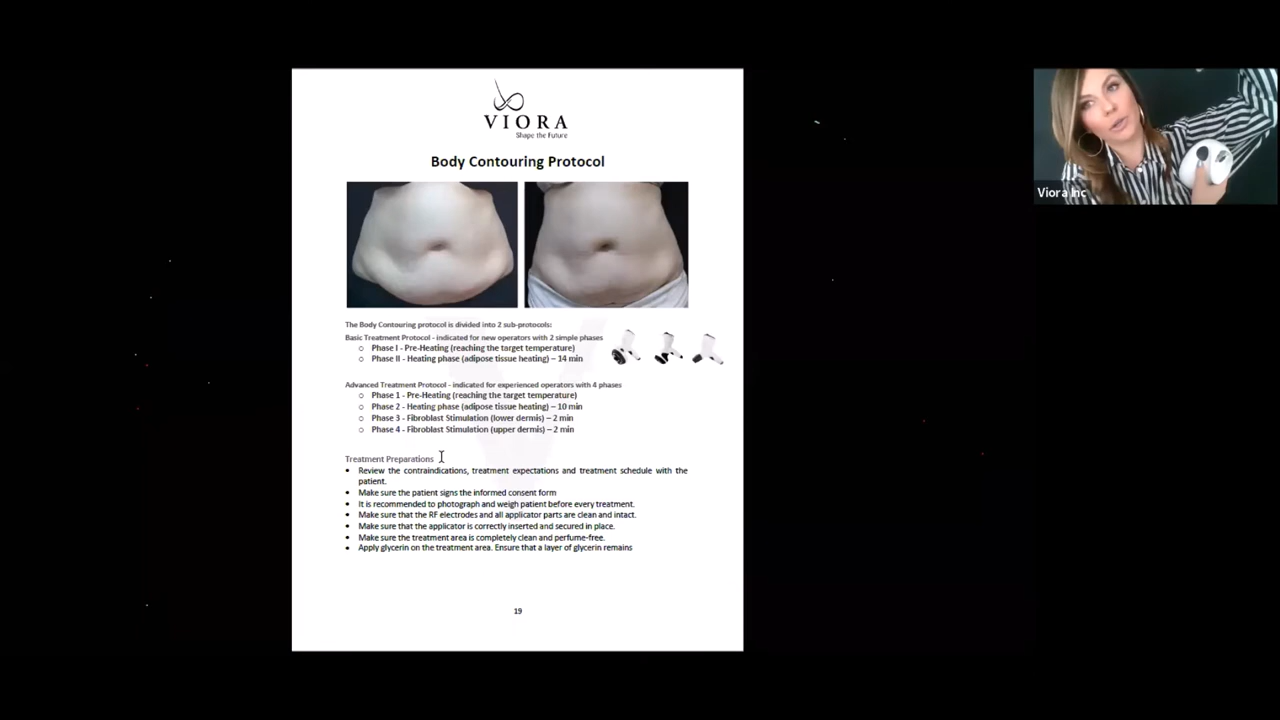 VIORA
Shape the Future
Body Contouring Protocol
The Body Contouring protocol is divided into 2 sub-protocols:
Basic Treatment Protocol - indicated for new operators with 2 simple phases
o Phase I - Pre-Heating (reaching the target temperature)
o Phase II - Heating phase (adipose tissue heating) – 14 min
Advanced Treatment Protocol - indicated for experienced operators with 4 phases
o Phase 1 - Pre-Heating (reaching the target temperature)
o Phase 2 - Heating phase (adipose tissue heating) – 10 min
o Phase 3 - Fibroblast Stimulation (lower dermis) – 2 min
o Phase 4 - Fibroblast Stimulation (upper dermis) – 2 min
Treatment Preparations
• Review the contraindications, treatment expectations and treatment schedule with the
patient.
• Make sure the patient signs the informed consent form
• It is recommended to photograph and weigh patient before every treatment.
• Make sure that the RF electrodes and all applicator parts are clean and intact.
• Make sure that the applicator is correctly inserted and secured in place.
• Make sure the treatment area is completely clean and perfume-free.
• Apply glycerin on the treatment area. Ensure that a layer of glycerin remains
19
Viora Inc